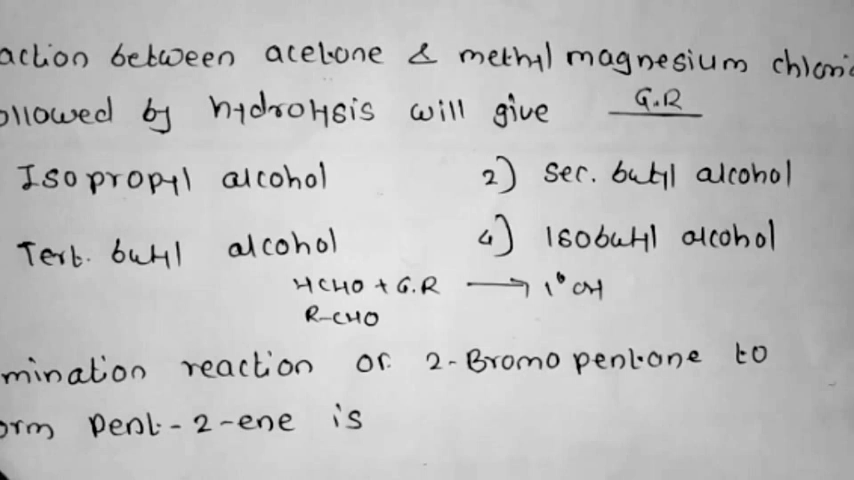 action between acetone & methyl magnesium chlori
ollowed by hydrolysis will give G.R
Isopropyl alcohol 2) Sec. butyl alcohol
Tert. butyl alcohol 4) Isobutyl alcohol
HCHO + G.R → 1° OH
R-CHO
mination reaction of 2-Bromo pentane to
orm pent-2-ene is